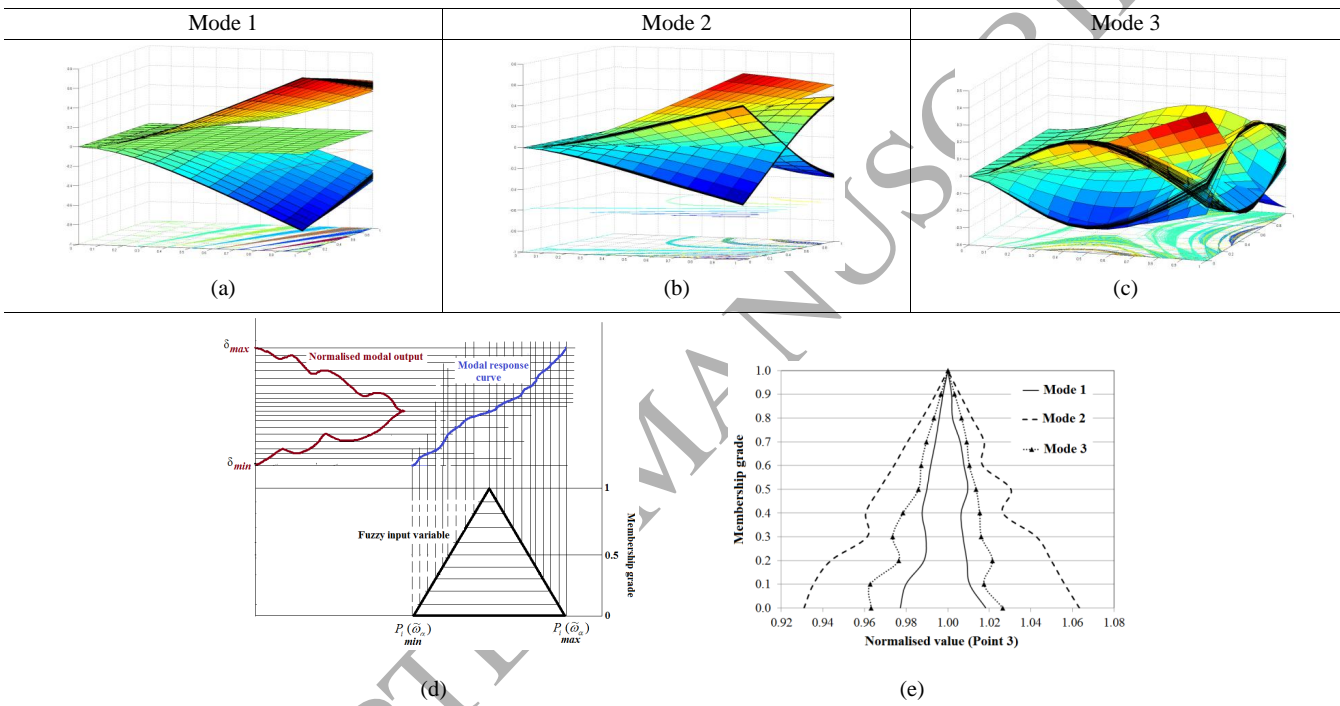 Mode 1 Mode 2 Mode 3
(a) (b) (c)
δmax
Normalised modal output
Modal response
curve
δmin
1
Fuzzy input variable
0.5
Membership grade
0
Pi (ω̃α)
min
Pi (ω̃α)
max
(d)
1.0
0.9
0.8
0.7
0.6
0.5
0.4
0.3
0.2
0.1
0.0
Membership grade
Mode 1
Mode 2
Mode 3
0.92 0.94 0.96 0.98 1.00 1.02 1.04 1.06 1.08
Normalised value (Point 3)
(e)
MANUSCRI
PT